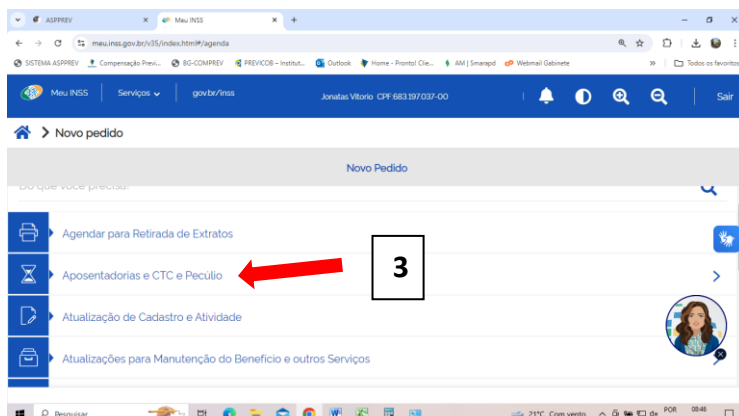 ASPPREV
Meu INSS
meu.inss.gov.br/v35/index.html#/agenda
SISTEMA ASPPREV
Compensação Previ...
BG-COMPREV
PREVICOB – Institut...
Outlook
Home - Pronto! Clie...
AM | Smarapd
Webmail Gabinete
»
Todos os favoritos
Meu INSS
Serviços
gov.br/inss
Jonatas Vitorio CPF:683.197.037-00
Sair
Novo pedido
Novo Pedido
Do que você precisa?
Agendar para Retirada de Extratos
Aposentadorias e CTC e Pecúlio
3
Atualização de Cadastro e Atividade
Atualizações para Manutenção do Benefício e outros Serviços
Pesquisar
21°C Com vento
POR
08:46